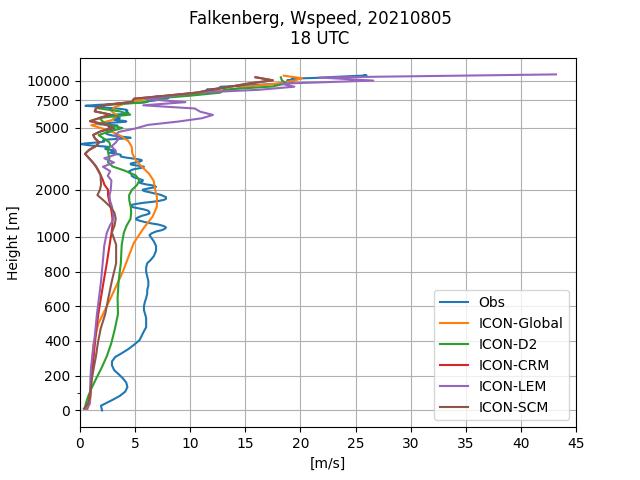 Falkenberg, Wspeed, 20210805
18 UTC
Height [m]
10000
7500
5000
2000
1000
800
600
400
200
0
Obs
ICON-Global
ICON-D2
ICON-CRM
ICON-LEM
ICON-SCM
0 5 10 15 20 25 30 35 40 45
[m/s]